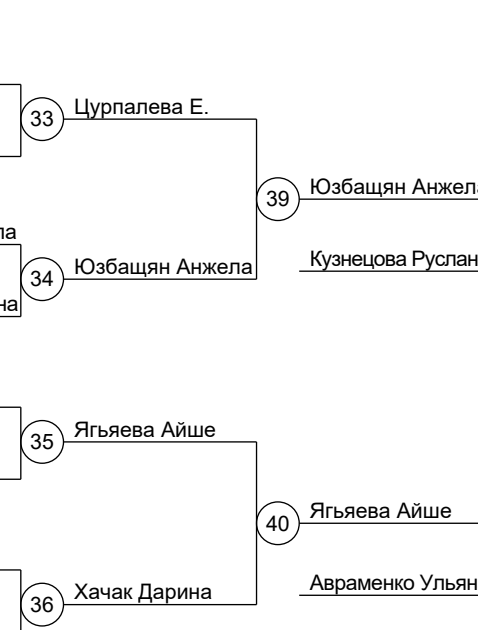 33
Цурпалева Е.
39
Юзбащян Анжела
34
Юзбащян Анжела
Кузнецова Руслан
35
Ягьяева Айше
40
Ягьяева Айше
36
Хачак Дарина
Авраменко Ульян